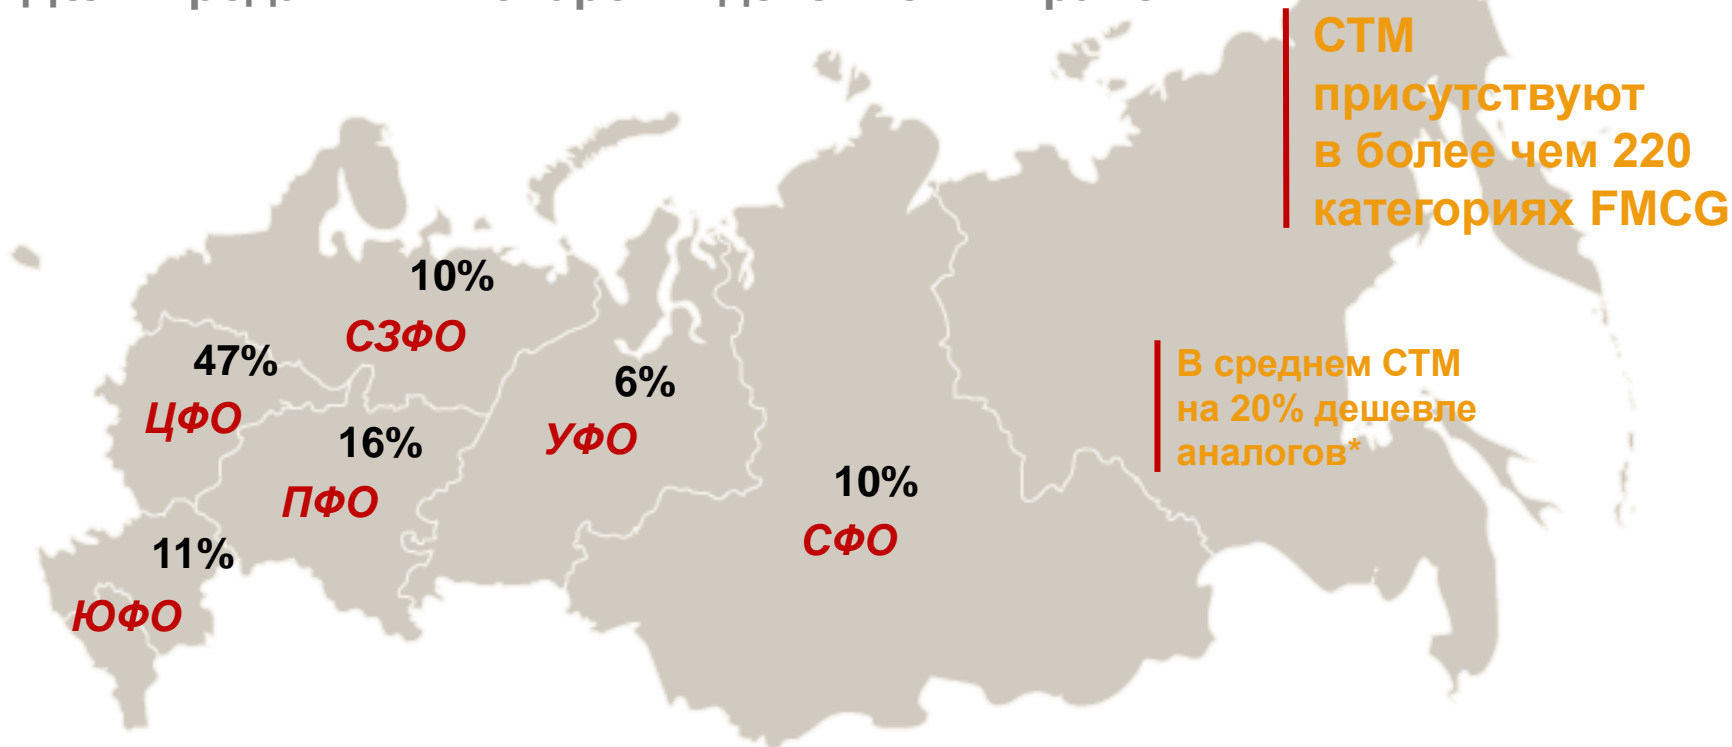 СТМ
присутствуют
в более чем 220
категориях FMCG
10%
СЗФО
47%
ЦФО
6%
УФО
16%
ПФО
В среднем СТМ
на 20% дешевле
аналогов*
10%
СФО
11%
ЮФО